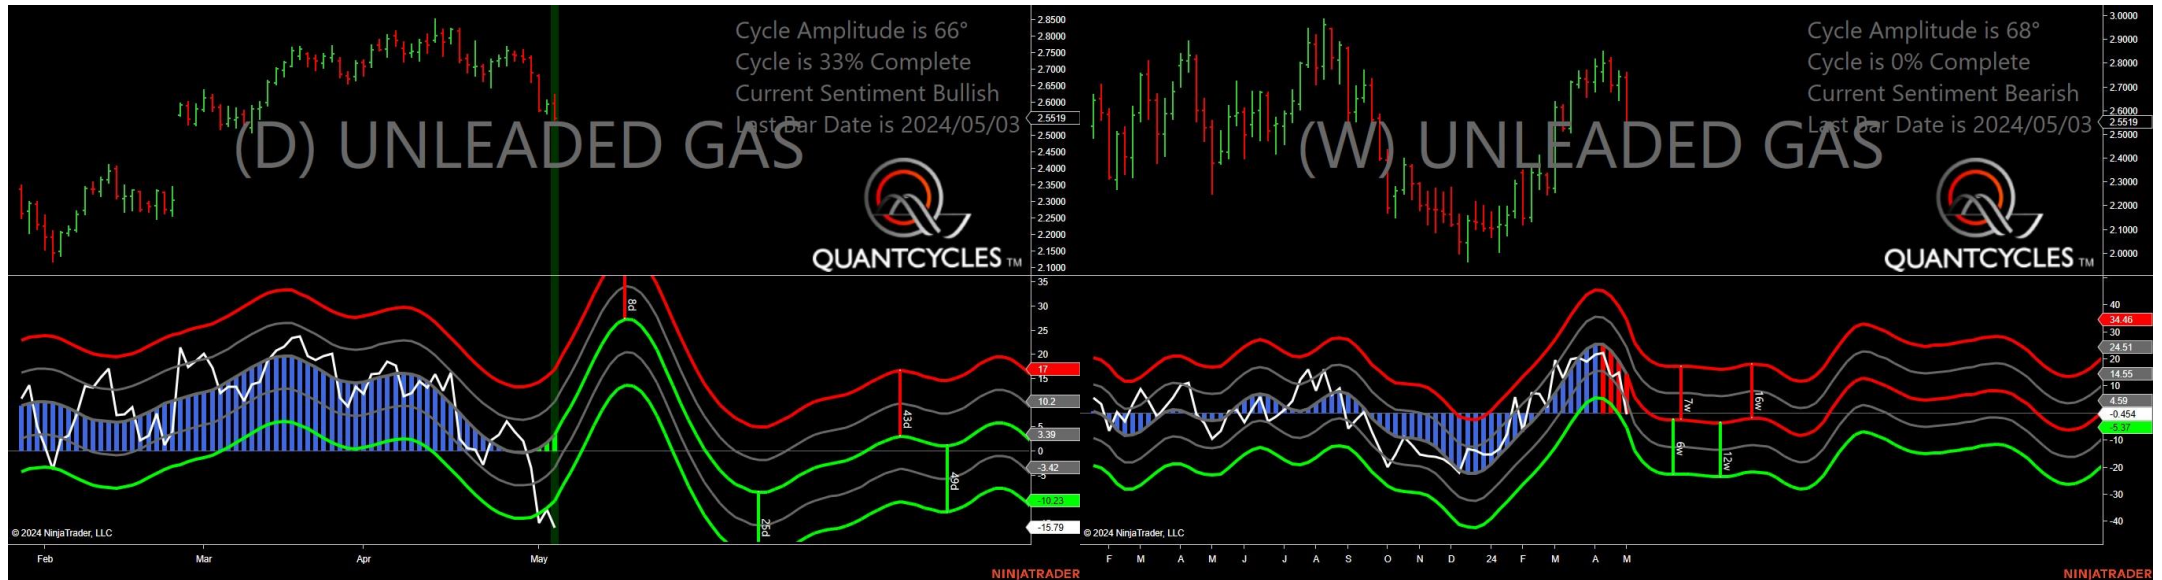 Cycle Amplitude is 66°
Cycle is 33% Complete
Current Sentiment Bullish
Last Bar Date is 2024/05/03
(D) UNLEADED GAS
QUANTCYCLES TM
2.8500
2.8000
2.7500
2.7000
2.6500
2.6000
2.5519
2.5000
2.4500
2.4000
2.3500
2.3000
2.2500
2.2000
2.1500
2.1000
35
30
25
20
17
15
10.2
5
3.39
0
-3.42
-5
-10.23
-15.79
8d
25d
43d
49d
© 2024 NinjaTrader, LLC
Feb Mar Apr May
NINJATRADER
Cycle Amplitude is 68°
Cycle is 0% Complete
Current Sentiment Bearish
Last Bar Date is 2024/05/03
(W) UNLEADED GAS
QUANTCYCLES TM
3.0000
2.9000
2.8000
2.7000
2.6000
2.5519
2.5000
2.4000
2.3000
2.2000
2.1000
2.0000
40
34.46
30
24.51
20
14.55
10
4.59
-0.454
-5.37
-10
-20
-30
-40
7w
16w
6w
12w
© 2024 NinjaTrader, LLC
F M A M J J A S O N D 24 F M A M
NINJATRADER